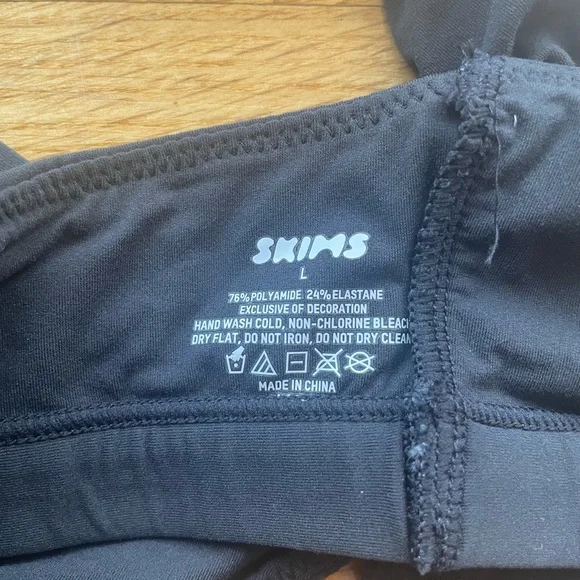 SKIMS
L
76% POLYAMIDE 24% ELASTANE
EXCLUSIVE OF DECORATION
HAND WASH COLD, NON-CHLORINE BLEACH
DRY FLAT, DO NOT IRON, DO NOT DRY CLEAN
MADE IN CHINA